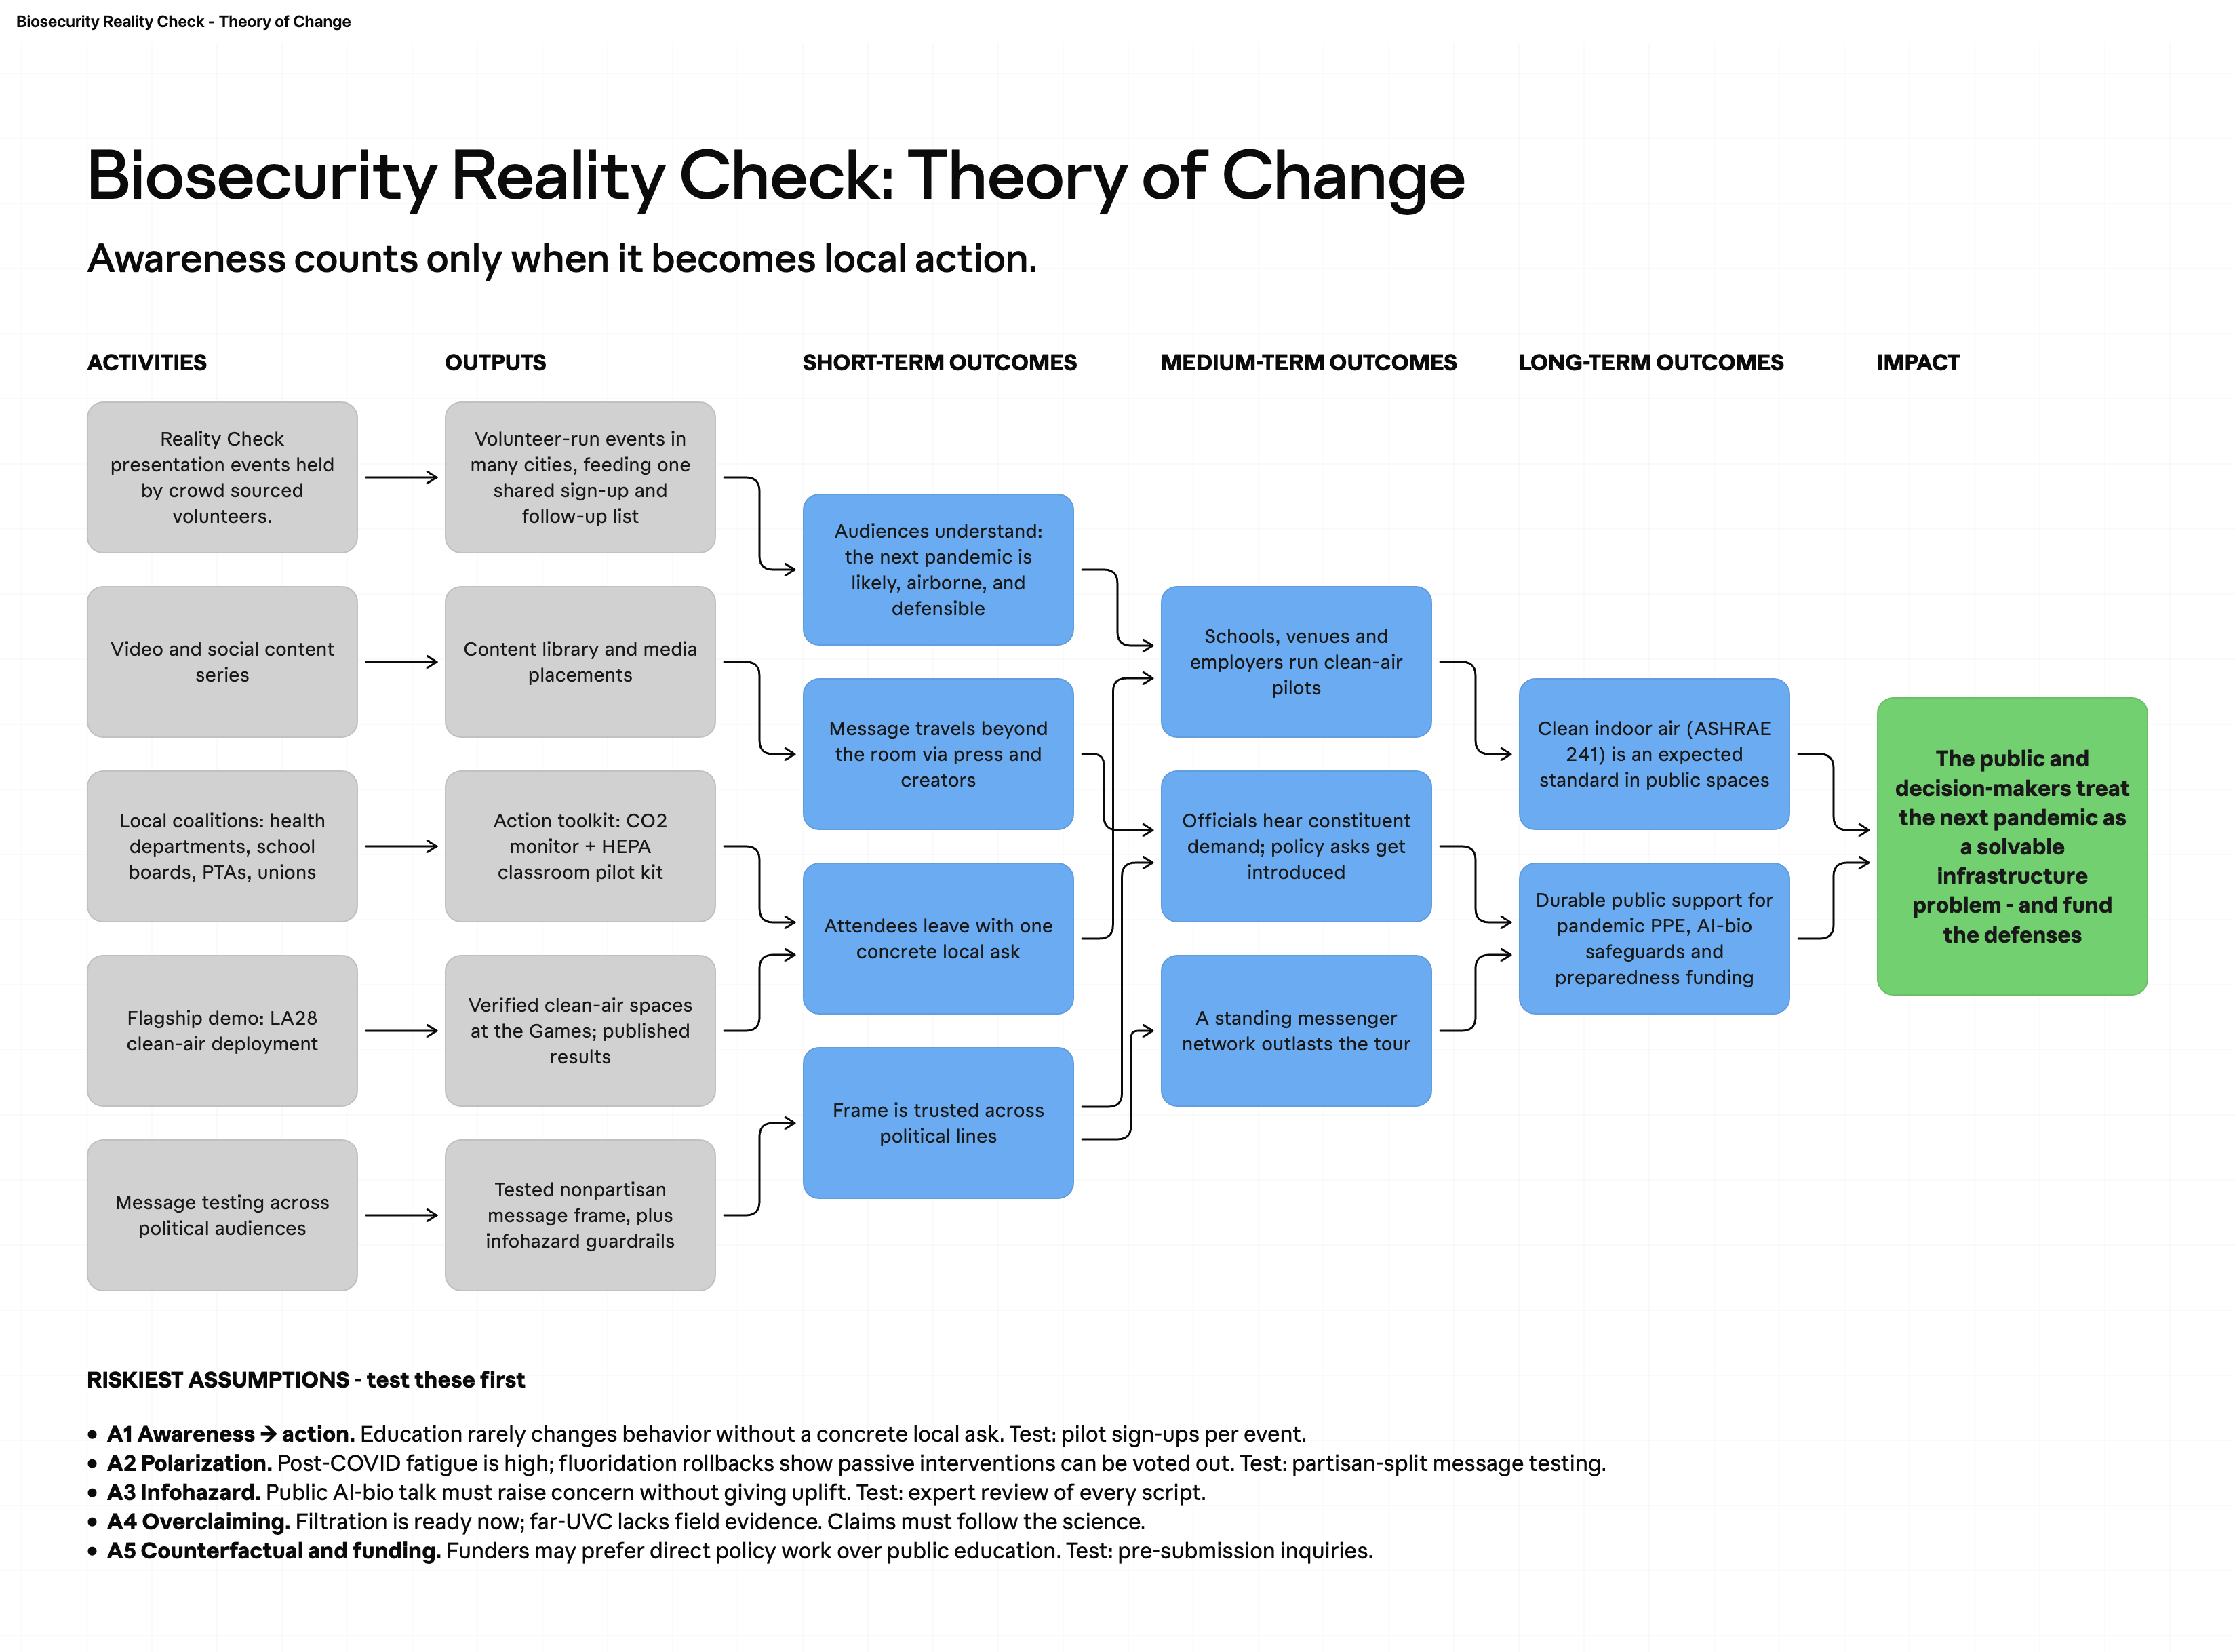 Biosecurity Reality Check - Theory of Change
Biosecurity Reality Check: Theory of Change
Awareness counts only when it becomes local action.
ACTIVITIES
OUTPUTS
SHORT-TERM OUTCOMES
MEDIUM-TERM OUTCOMES
LONG-TERM OUTCOMES
IMPACT
Reality Check
presentation events held
by crowd sourced
volunteers.
Video and social content
series
Local coalitions: health
departments, school
boards, PTAs, unions
Flagship demo: LA28
clean-air deployment
Message testing across
political audiences
Volunteer-run events in
many cities, feeding one
shared sign-up and
follow-up list
Content library and media
placements
Action toolkit: CO2
monitor + HEPA
classroom pilot kit
Verified clean-air spaces
at the Games; published
results
Tested nonpartisan
message frame, plus
infohazard guardrails
Audiences understand:
the next pandemic is
likely, airborne, and
defensible
Message travels beyond
the room via press and
creators
Attendees leave with one
concrete local ask
Frame is trusted across
political lines
Schools, venues and
employers run clean-air
pilots
Officials hear constituent
demand; policy asks get
introduced
A standing messenger
network outlasts the tour
Clean indoor air (ASHRAE
241) is an expected
standard in public spaces
Durable public support for
pandemic PPE, AI-bio
safeguards and
preparedness funding
The public and
decision-makers treat
the next pandemic as
a solvable
infrastructure
problem - and fund
the defenses
RISKIEST ASSUMPTIONS - test these first
• A1 Awareness → action. Education rarely changes behavior without a concrete local ask. Test: pilot sign-ups per event.
• A2 Polarization. Post-COVID fatigue is high; fluoridation rollbacks show passive interventions can be voted out. Test: partisan-split message testing.
• A3 Infohazard. Public AI-bio talk must raise concern without giving uplift. Test: expert review of every script.
• A4 Overclaiming. Filtration is ready now; far-UVC lacks field evidence. Claims must follow the science.
• A5 Counterfactual and funding. Funders may prefer direct policy work over public education. Test: pre-submission inquiries.